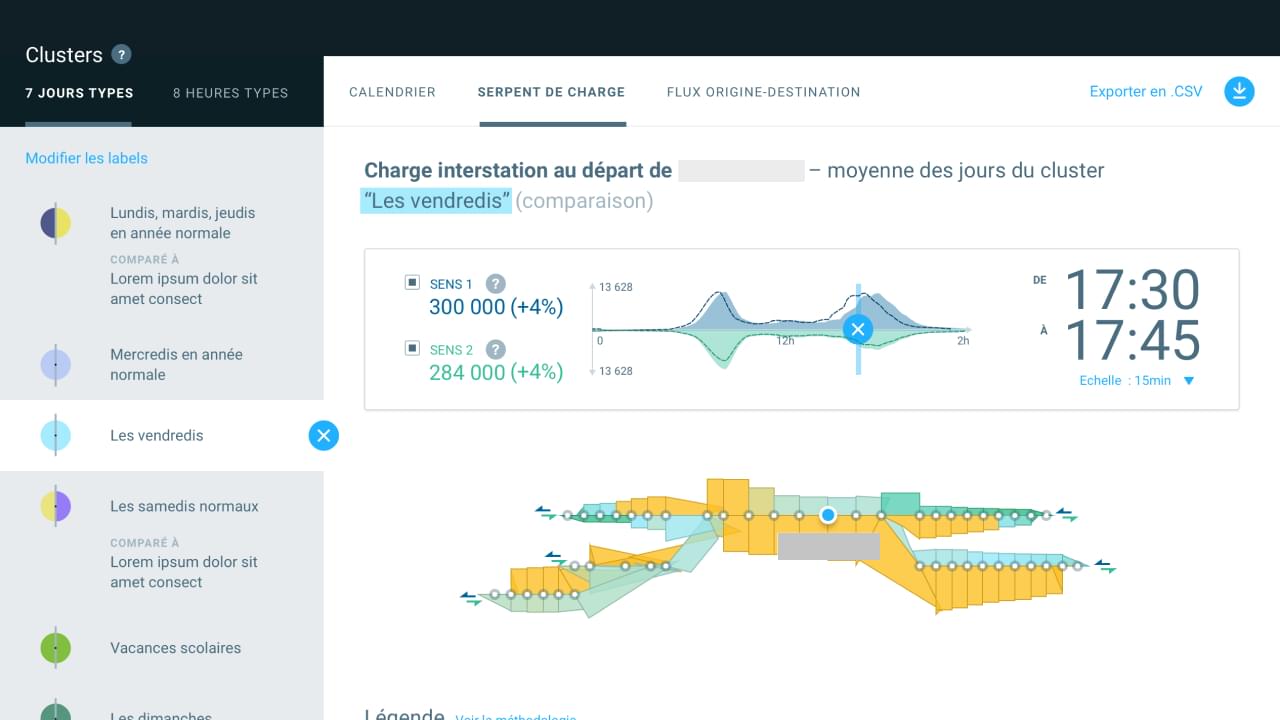 Clusters ?
7 JOURS TYPES
8 HEURES TYPES
CALENDRIER
SERPENT DE CHARGE
FLUX ORIGINE-DESTINATION
Exporter en .CSV
Modifier les labels
Lundis, mardis, jeudis
en année normale
COMPARÉ À
Lorem ipsum dolor sit
amet consect
Mercredis en année
normale
Les vendredis
Les samedis normaux
COMPARÉ À
Lorem ipsum dolor sit
amet consect
Vacances scolaires
Les dimanches
Charge interstation au départ de – moyenne des jours du cluster
“Les vendredis” (comparaison)
SENS 1 ?
300 000 (+4%)
SENS 2 ?
284 000 (+4%)
13 628
0
12h
2h
13 628
DE 17:30
À 17:45
Echelle : 15min
Légende Voir la méthodologie